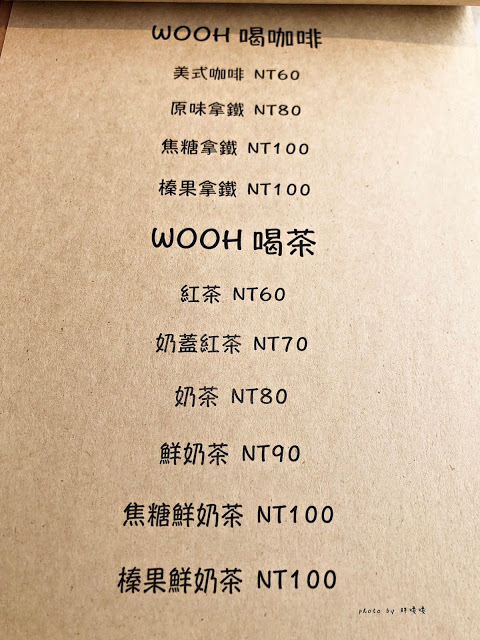 WOOH 喝咖啡
美式咖啡 NT60
原味拿鐵 NT80
焦糖拿鐵 NT100
榛果拿鐵 NT100
WOOH 喝茶
紅茶 NT60
奶蓋紅茶 NT70
奶茶 NT80
鮮奶茶 NT90
焦糖鮮奶茶 NT100
榛果鮮奶茶 NT100
photo by